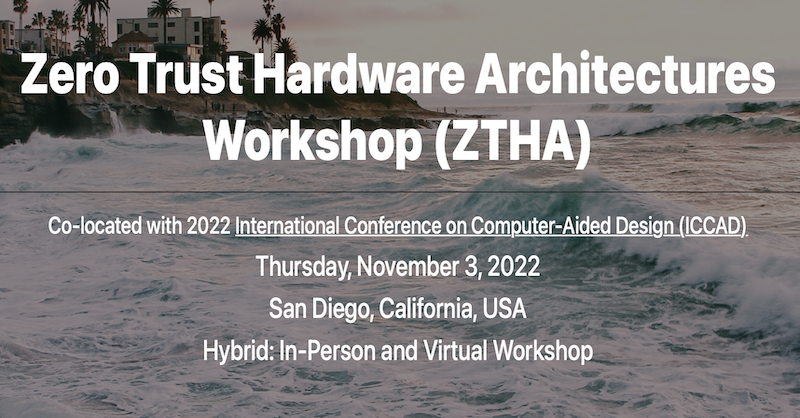 Zero Trust Hardware Architectures
Workshop (ZTHA)
Co-located with 2022 International Conference on Computer-Aided Design (ICCAD)
Thursday, November 3, 2022
San Diego, California, USA
Hybrid: In-Person and Virtual Workshop